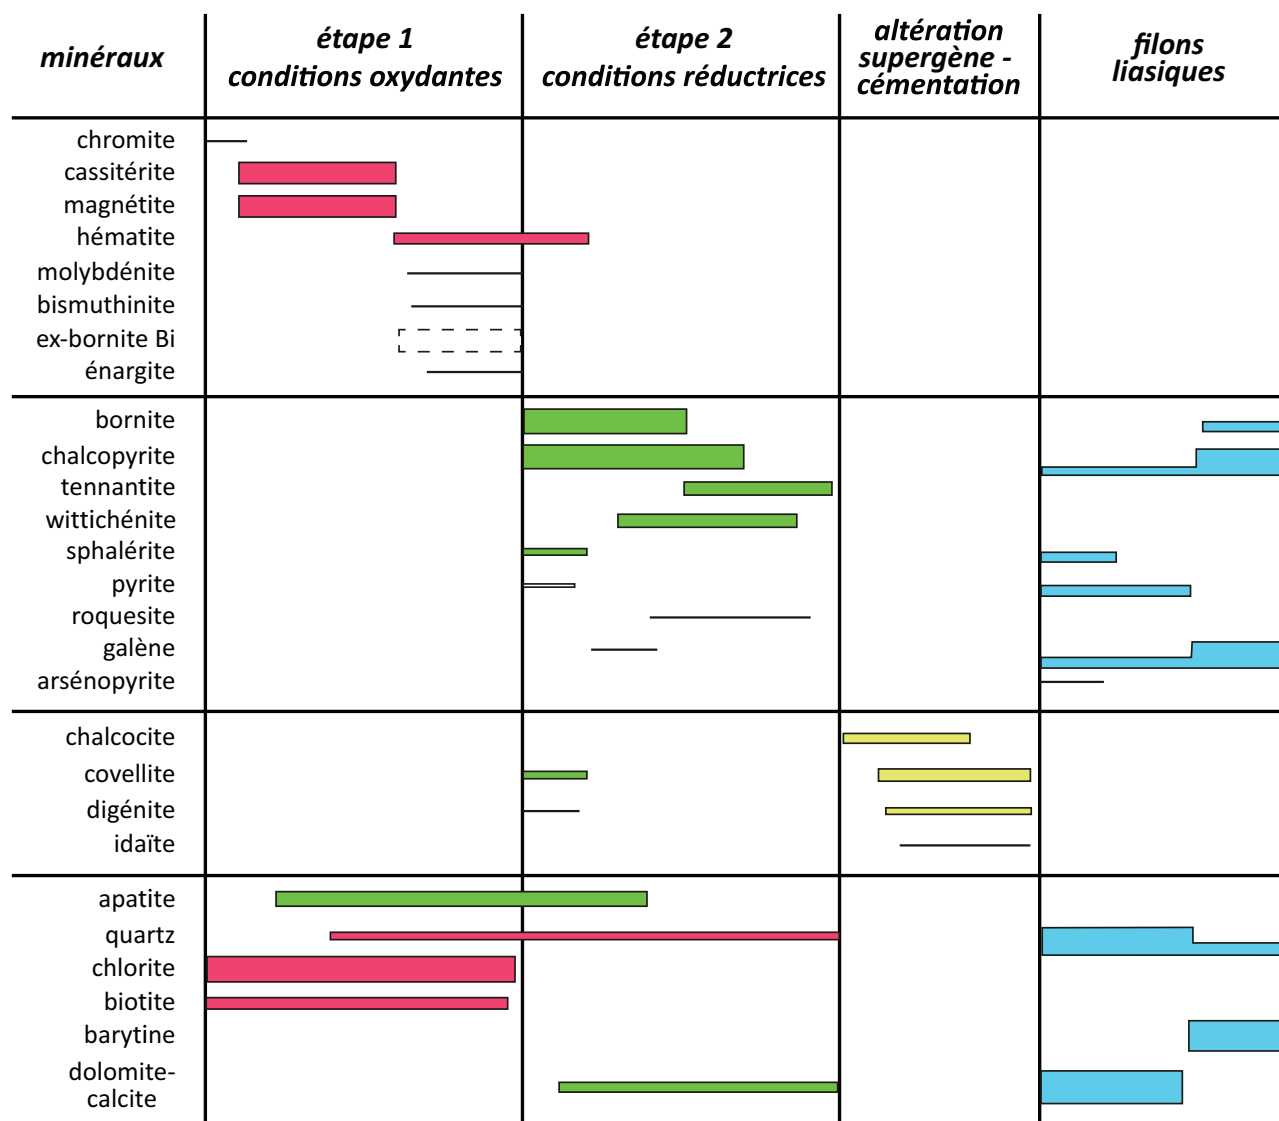 minéraux
étape 1
conditions oxydantes
étape 2
conditions réductrices
altération
supergène -
cémentation
filons
liasiques
chromite
cassitérite
magnétite
hématite
molybdénite
bismuthinite
ex-bornite Bi
énargite
bornite
chalcopyrite
tennantite
wittichénite
sphalérite
pyrite
roquesite
galène
arsénopyrite
chalcocite
covellite
digénite
idaïte
apatite
quartz
chlorite
biotite
barytine
dolomite-
calcite